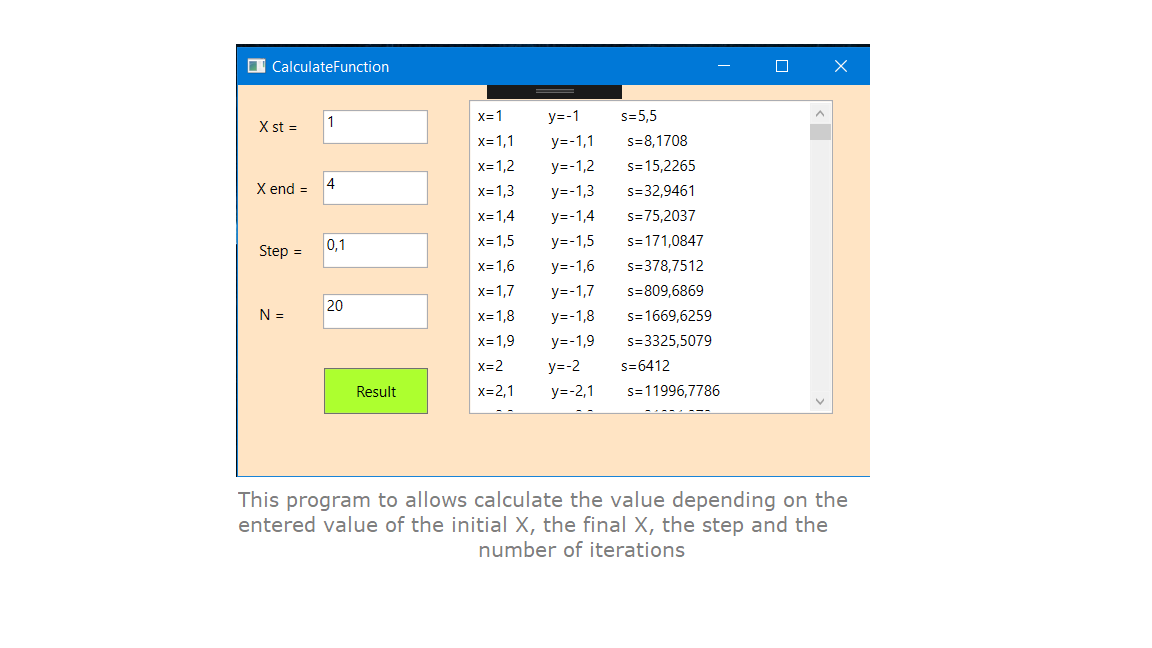 CalculateFunction
X st =
1
X end =
4
Step =
0,1
N =
20
Result
x=1 y=-1 s=5,5
x=1,1 y=-1,1 s=8,1708
x=1,2 y=-1,2 s=15,2265
x=1,3 y=-1,3 s=32,9461
x=1,4 y=-1,4 s=75,2037
x=1,5 y=-1,5 s=171,0847
x=1,6 y=-1,6 s=378,7512
x=1,7 y=-1,7 s=809,6869
x=1,8 y=-1,8 s=1669,6259
x=1,9 y=-1,9 s=3325,5079
x=2 y=-2 s=6412
x=2,1 y=-2,1 s=11996,7786
This program to allows calculate the value depending on the
entered value of the initial X, the final X, the step and the
number of iterations